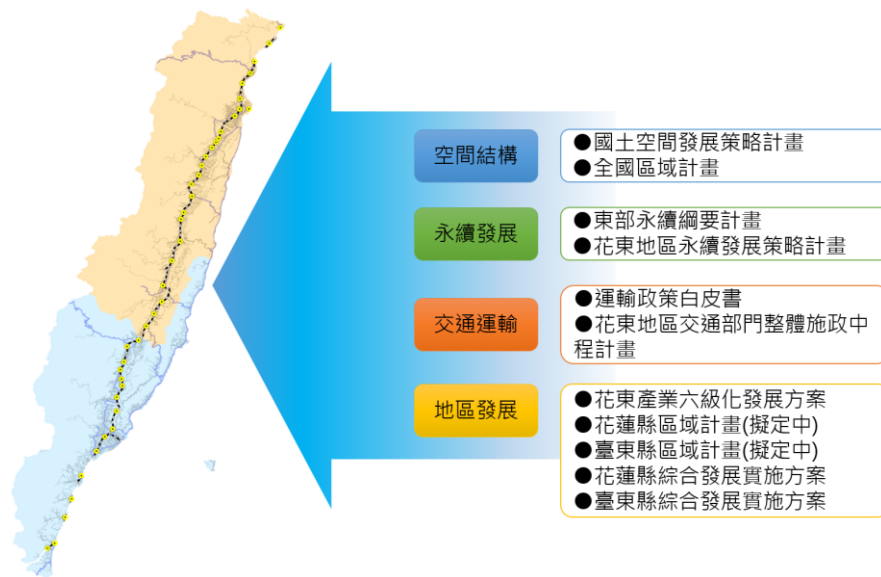 空間結構
●國土空間發展策略計畫
●全國區域計畫
永續發展
●東部永續綱要計畫
●花東地區永續發展策略計畫
交通運輸
●運輸政策白皮書
●花東地區交通部門整體施政中
程計畫
地區發展
●花東產業六級化發展方案
●花蓮縣區域計畫(擬定中)
●臺東縣區域計畫(擬定中)
●花蓮縣綜合發展實施方案
●臺東縣綜合發展實施方案